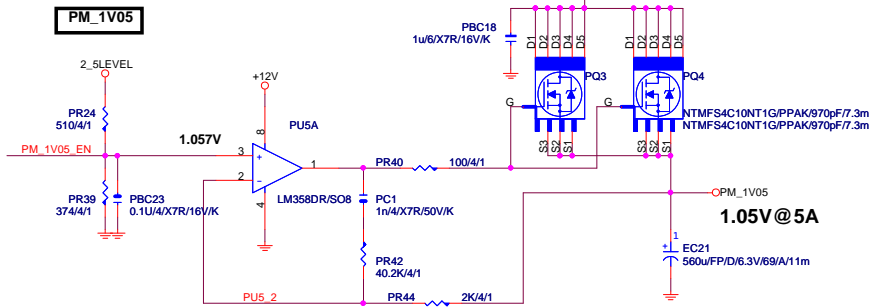 PM_1V05
2_5LEVEL
PR24
510/4/1
PM_1V05_EN
1.057V
PR39
374/4/1
PBC23
0.1U/4/X7R/16V/K
+12V
PU5A
8
3
+
2
-
1
4
LM358DR/SO8
PR40
100/4/1
PC1
1n/4/X7R/50V/K
PR42
40.2K/4/1
PU5_2
PR44
2K/4/1
PBC18
1u/6/X7R/16V/K
D1
D2
D3
D4
D5
PQ3
G
S3
S2
S1
D1
D2
D3
D4
D5
PQ4
G
S3
S2
S1
NTMFS4C10NT1G/PPAK/970pF/7.3m
NTMFS4C10NT1G/PPAK/970pF/7.3m
PM_1V05
1.05V@5A
1
+
EC21
560u/FP/D/6.3V/69/A/11m